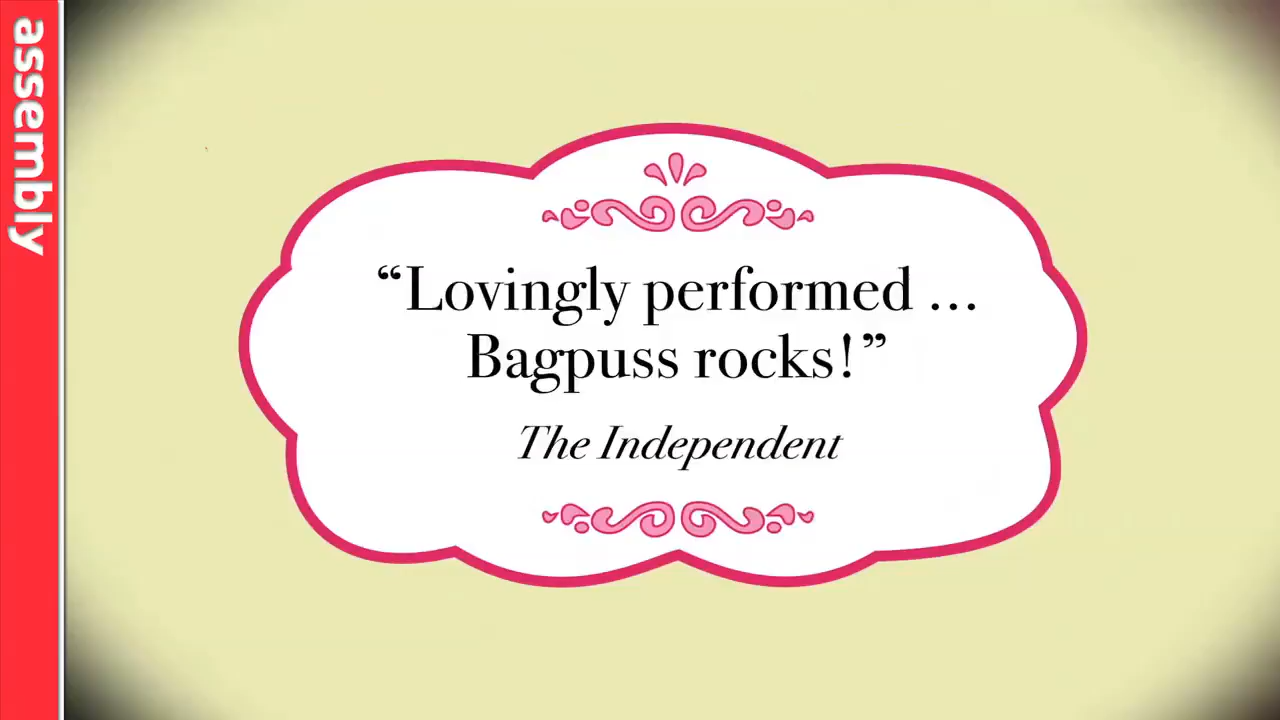 assembly
“Lovingly performed ...
Bagpuss rocks!”
The Independent